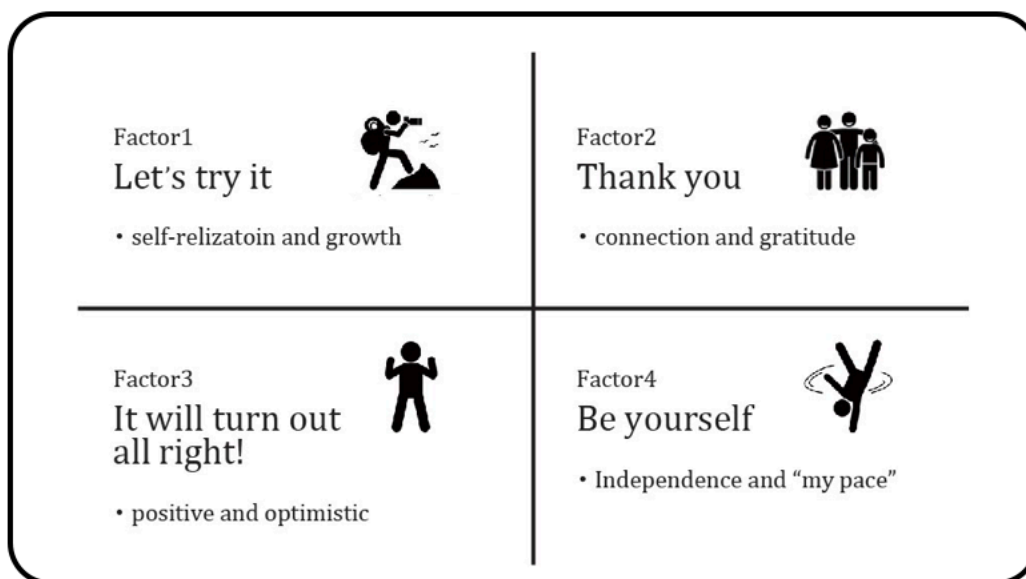 Factor1
Let's try it
・self-relizatoin and growth
Factor2
Thank you
・connection and gratitude
Factor3
It will turn out
all right!
・positive and optimistic
Factor4
Be yourself
・Independence and “my pace”